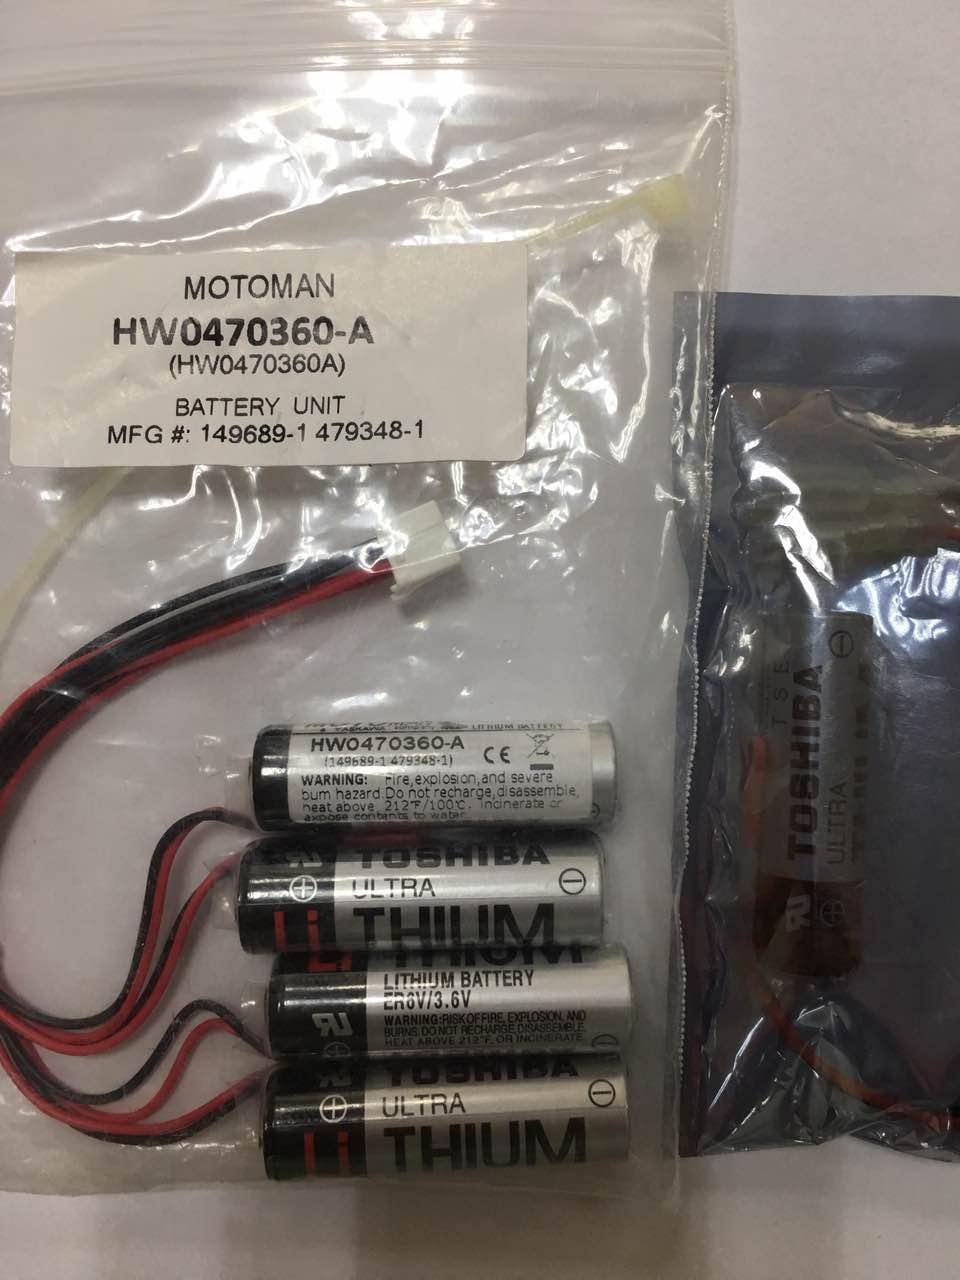 MOTOMAN
HW0470360-A
(HW0470360A)
BATTERY UNIT
MFG #: 149689-1 479348-1
LITHIUM BATTERY
HW0470360-A
(149689-1 479348-1)
CE
WARNING: Fire, explosion, and severe
burn hazard. Do not recharge, disassemble,
heat above 212°F/100°C. Incinerate or
expose contents to water.
TOSHIBA
ULTRA
LiTHIUM
LiTHIUM
LITHIUM BATTERY
ER6V/3.6V
WARNING: RISK OF FIRE, EXPLOSION, AND
BURNS, DO NOT RECHARGE, DISASSEMBLE,
HEAT ABOVE 212°F, OR INCINERATE
TOSHIBA
ULTRA
LiTHIUM
TSE
TOSHIBA
ULTRA